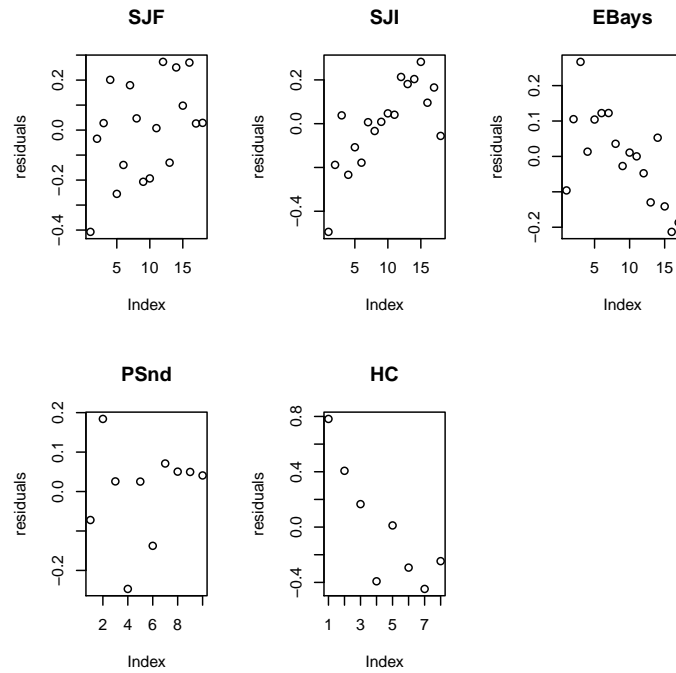 SJF
SJI
EBays
residuals
−0.4 −0.2 0.0 0.2
5 10 15
Index
residuals
−0.4 0.0 0.2
5 10 15
Index
residuals
−0.2 0.0 0.1
5 10 15
Index
PSnd
HC
residuals
−0.2 0.0 0.1 0.2
2 4 6 8
Index
residuals
−0.4 0.0 0.4 0.8
1 3 5 7
Index